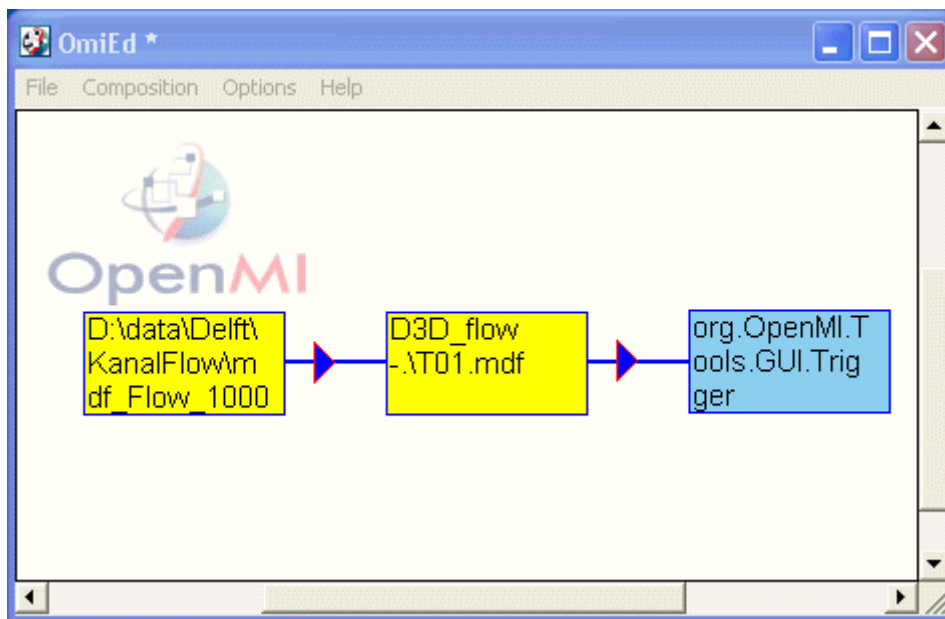 OmiEd *
File Composition Options Help
OpenMI
D:\data\Delft\
KanalFlow\m
df_Flow_1000
D3D_flow
-.\T01.mdf
org.OpenMI.T
ools.GUI.Trig
ger